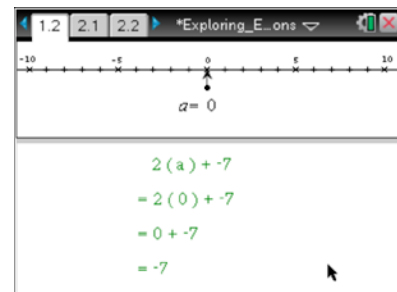 1.2 2.1 2.2 *Exploring_E...ons
-10 -5 0 5 10
a= 0
2 ( a ) + -7
= 2 ( 0 ) + -7
= 0 + -7
= -7